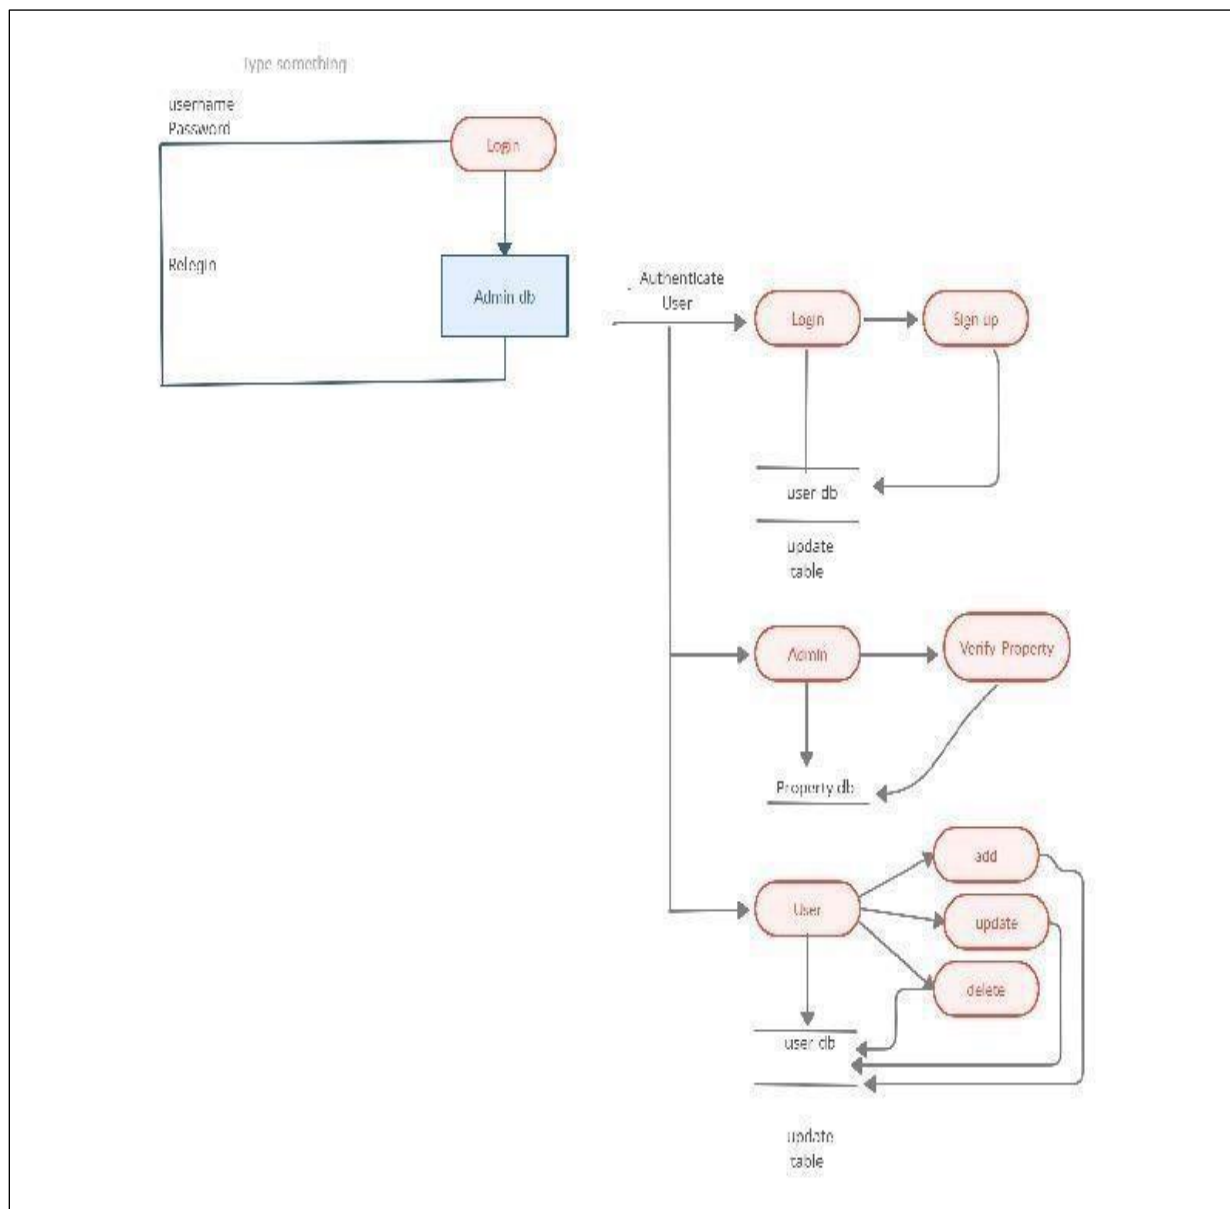 Type something
username
Password
Login
Relegin
Admin db
Authenticate
User
Login
Sign up
user db
update
table
Admin
Verify Property
Property db
add
User
update
delete
user db
update
table